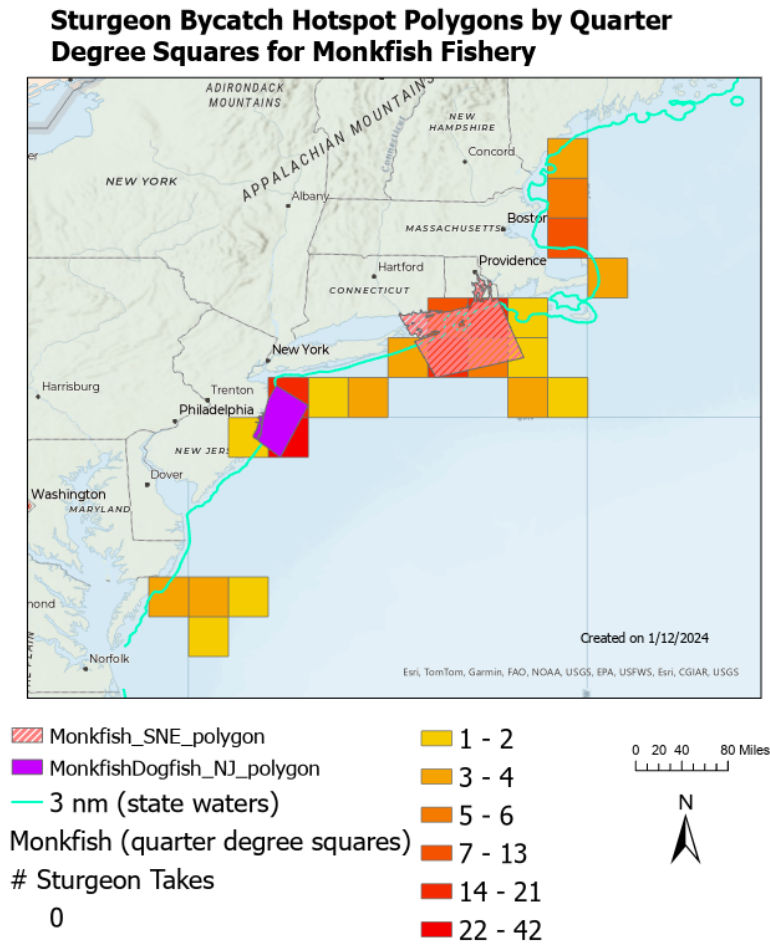 Sturgeon Bycatch Hotspot Polygons by Quarter
Degree Squares for Monkfish Fishery
ADIRONDACK
MOUNTAINS
APPALACHIAN MOUNTAINS
Connecticut
NEW
HAMPSHIRE
Concord
er
NEW YORK
Albany
MASSACHUSETTS
Boston
Providence
Hartford
CONNECTICUT
New York
Harrisburg
Trenton
Philadelphia
NEW JERS
Dover
Washington
MARYLAND
mond
Norfolk
Created on 1/12/2024
Esri, TomTom, Garmin, FAO, NOAA, USGS, EPA, USFWS, Esri, CGIAR, USGS
Monkfish_SNE_polygon
MonkfishDogfish_NJ_polygon
3 nm (state waters)
Monkfish (quarter degree squares)
# Sturgeon Takes
0
1 - 2
3 - 4
5 - 6
7 - 13
14 - 21
22 - 42
0 20 40 80 Miles
N